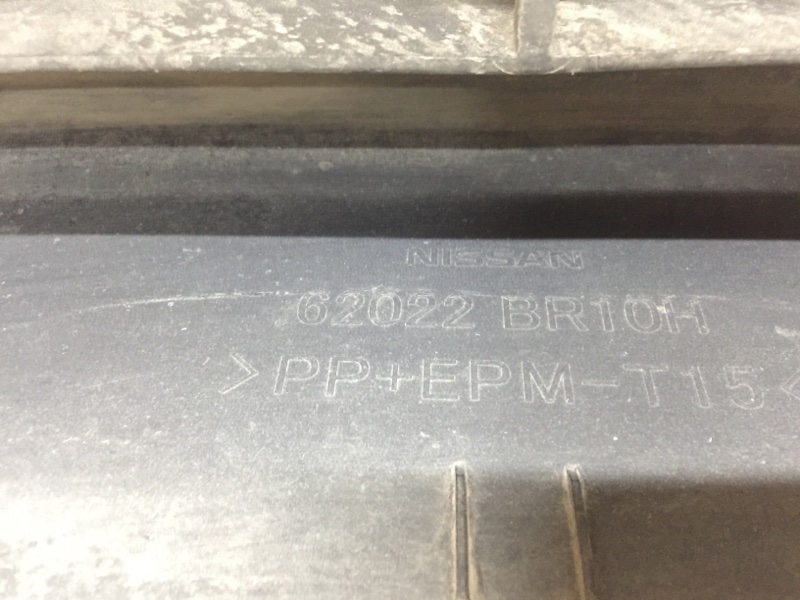 NISSAN
62022 BR10H
>PP+EPM-T15<